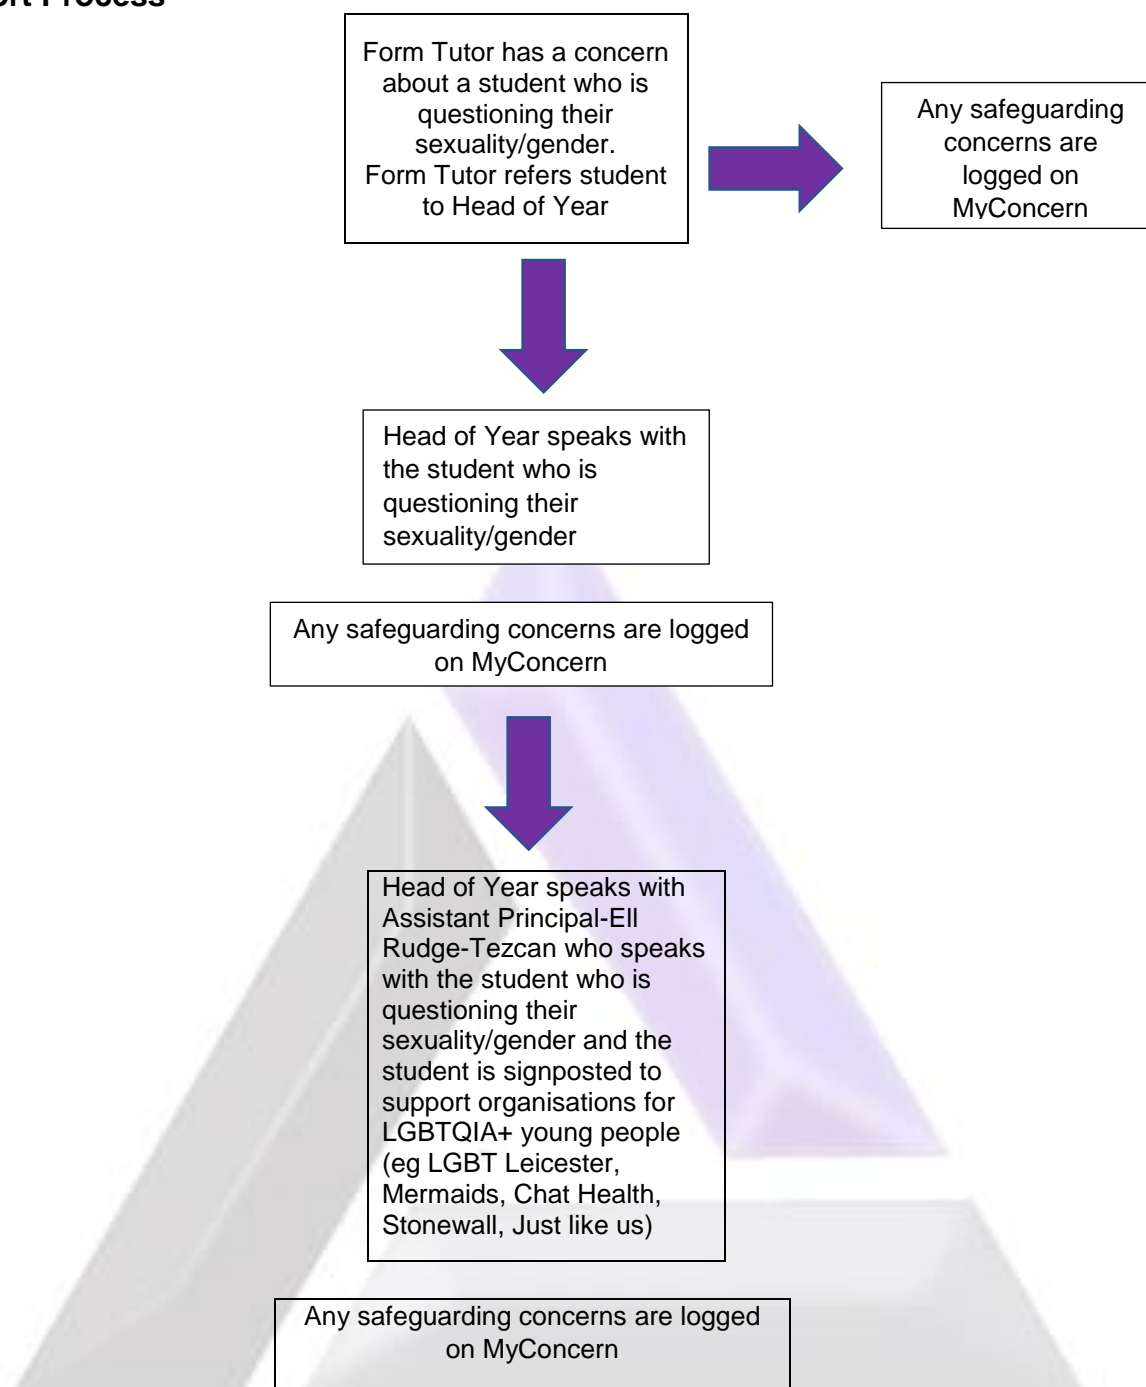 Process
Form Tutor has a concern
about a student who is
questioning their
sexuality/gender.
Form Tutor refers student
to Head of Year
Any safeguarding
concerns are
logged on
MyConcern
Head of Year speaks with
the student who is
questioning their
sexuality/gender
Any safeguarding concerns are logged
on MyConcern
Head of Year speaks with
Assistant Principal-Ell
Rudge-Tezcan who speaks
with the student who is
questioning their
sexuality/gender and the
student is signposted to
support organisations for
LGBTQIA+ young people
(eg LGBT Leicester,
Mermaids, Chat Health,
Stonewall, Just like us)
Any safeguarding concerns are logged
on MyConcern